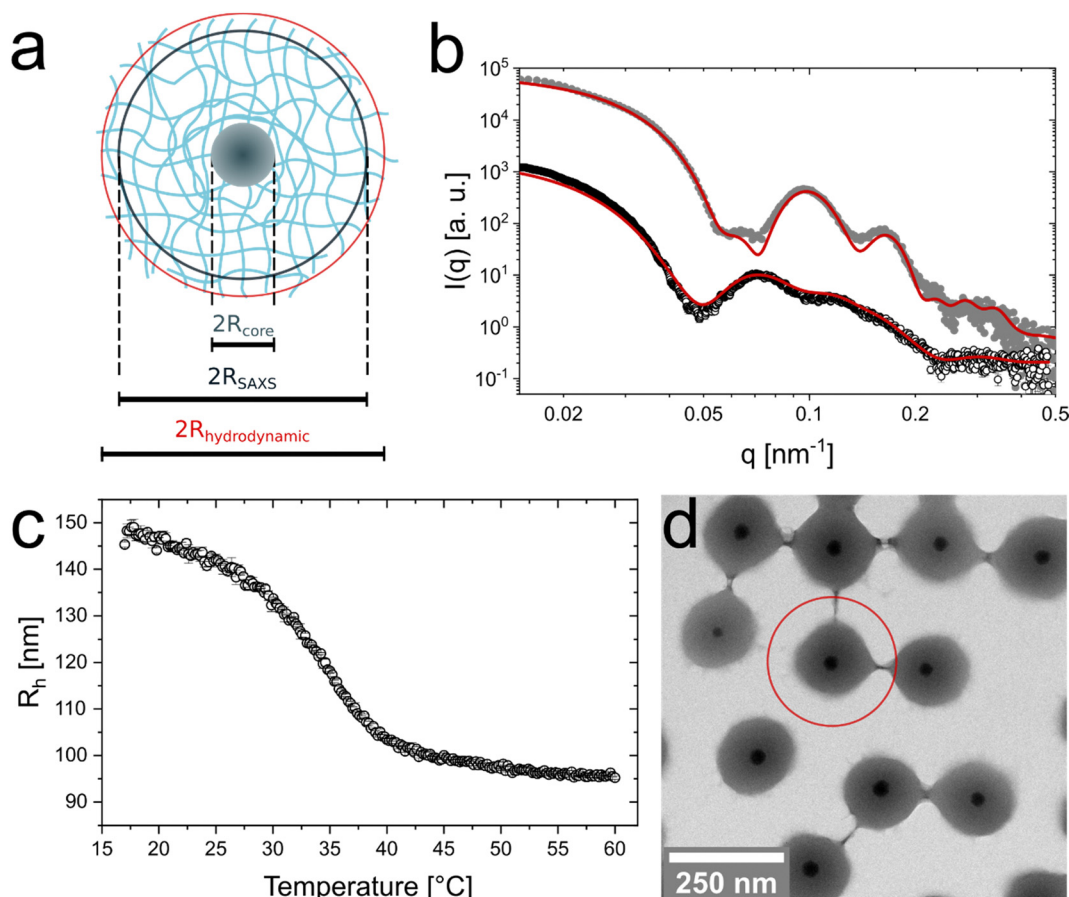 a
2R_core
2R_SAXS
2R_hydrodynamic
b
I(q) [a. u.]
10^5
10^4
10^3
10^2
10^1
10^0
10^-1
0.02 0.05 0.1 0.2 0.5
q [nm^-1]
c
R_h [nm]
150
140
130
120
110
100
90
15 20 25 30 35 40 45 50 55 60
Temperature [°C]
d
250 nm